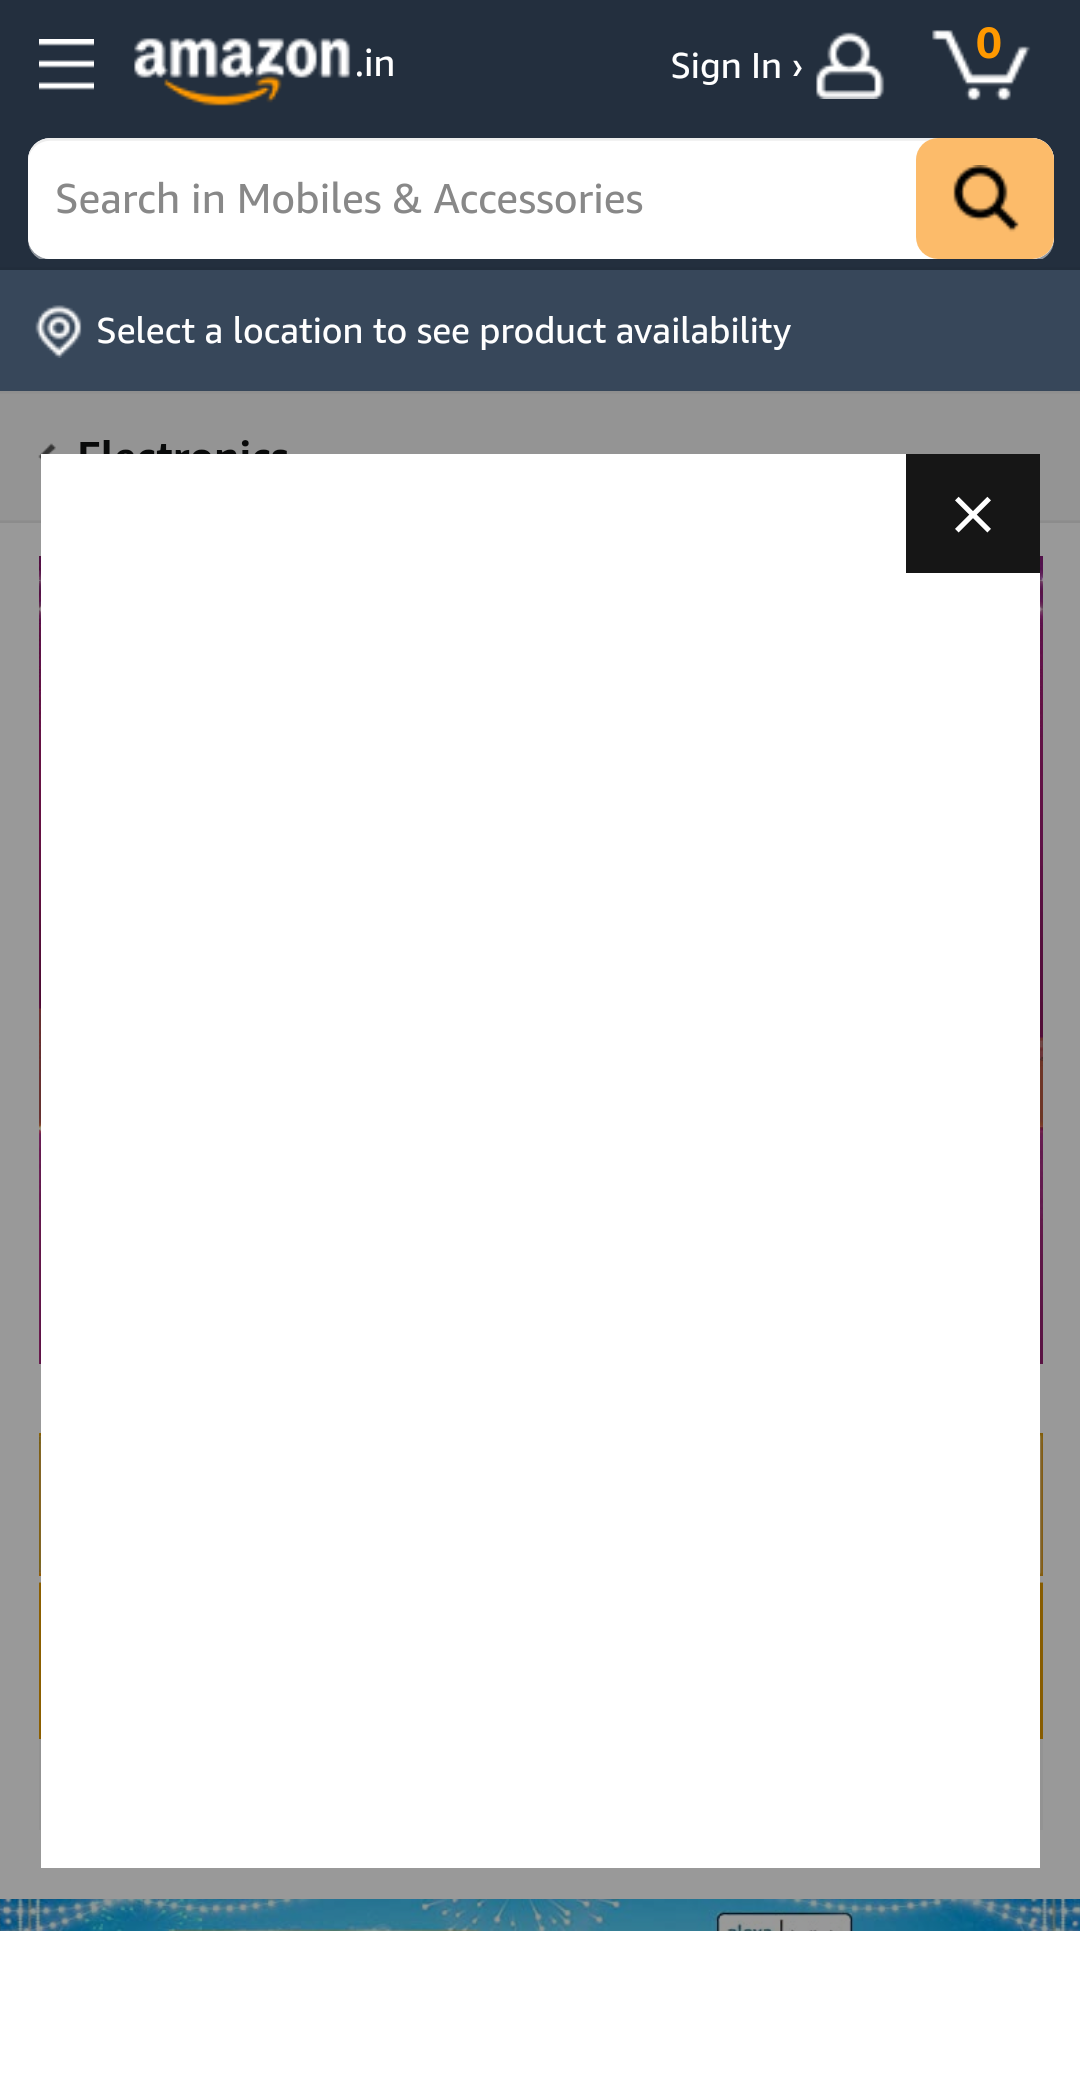 amazon.in
Sign In ›
0
Search in Mobiles & Accessories
Select a location to see product availability
Electronics